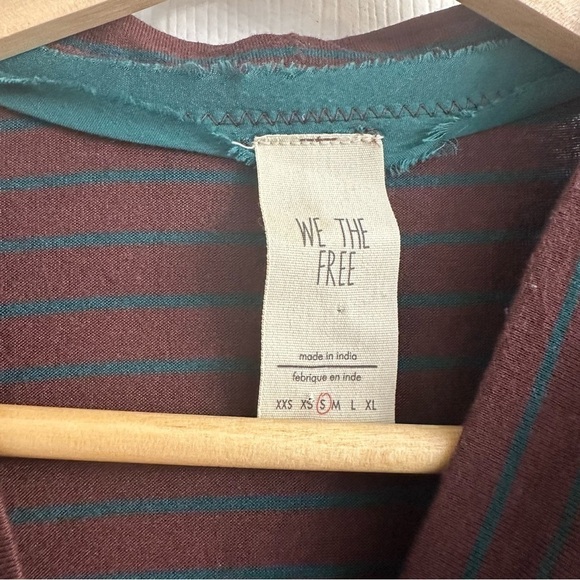 WE THE
FREE
made in india
febrique en inde
XXS XS S M L XL